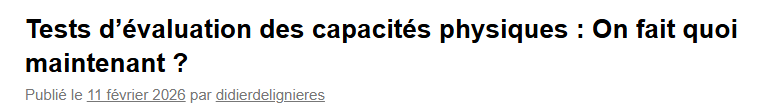 Tests d’évaluation des capacités physiques : On fait quoi
maintenant ?
Publié le 11 février 2026 par didierdelignieres